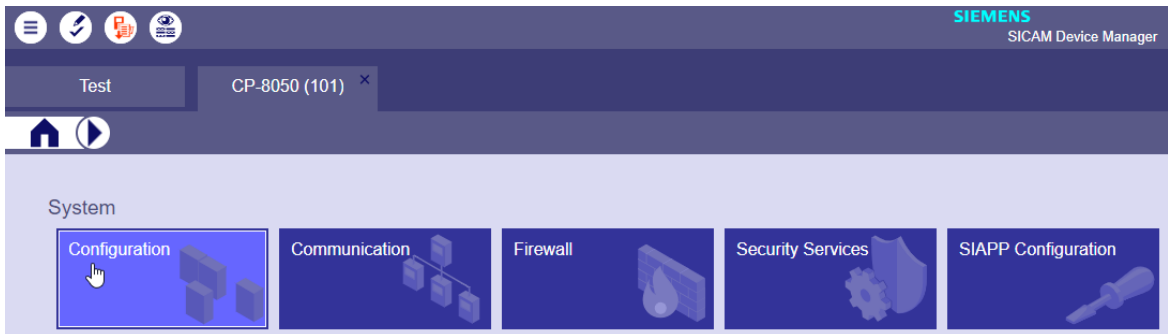 SIEMENS
SICAM Device Manager
Test
CP-8050 (101) ×
System
Configuration
Communication
Firewall
Security Services
SIAPP Configuration